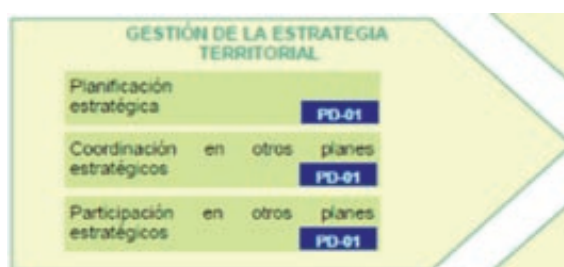 GESTIÓN DE LA ESTRATEGIA
TERRITORIAL
Planificación
estratégica
PD-01
Coordinación en otros planes
estratégicos
PD-01
Participación en otros planes
estratégicos
PD-01